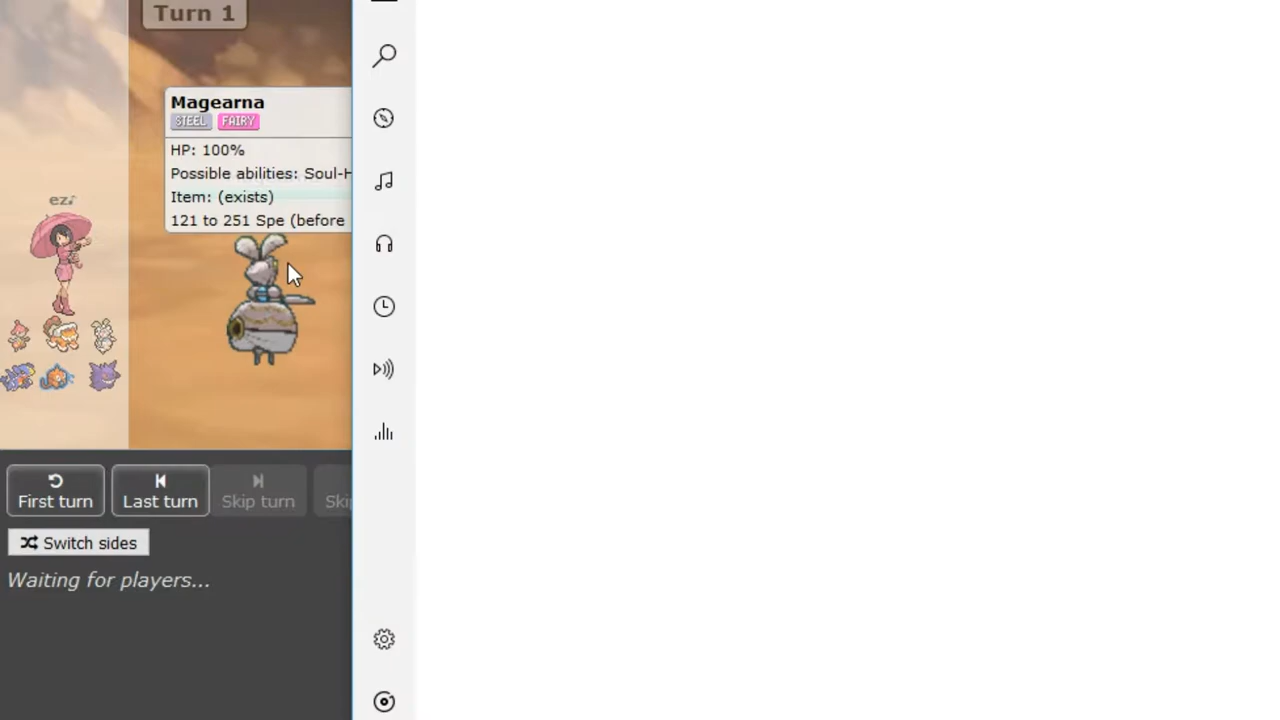 Turn 1
Magearna
STEEL FAIRY
HP: 100%
Possible abilities: Soul-H
Item: (exists)
121 to 251 Spe (before
ez♪
First turn
Last turn
Skip turn
Skip
Switch sides
Waiting for players...